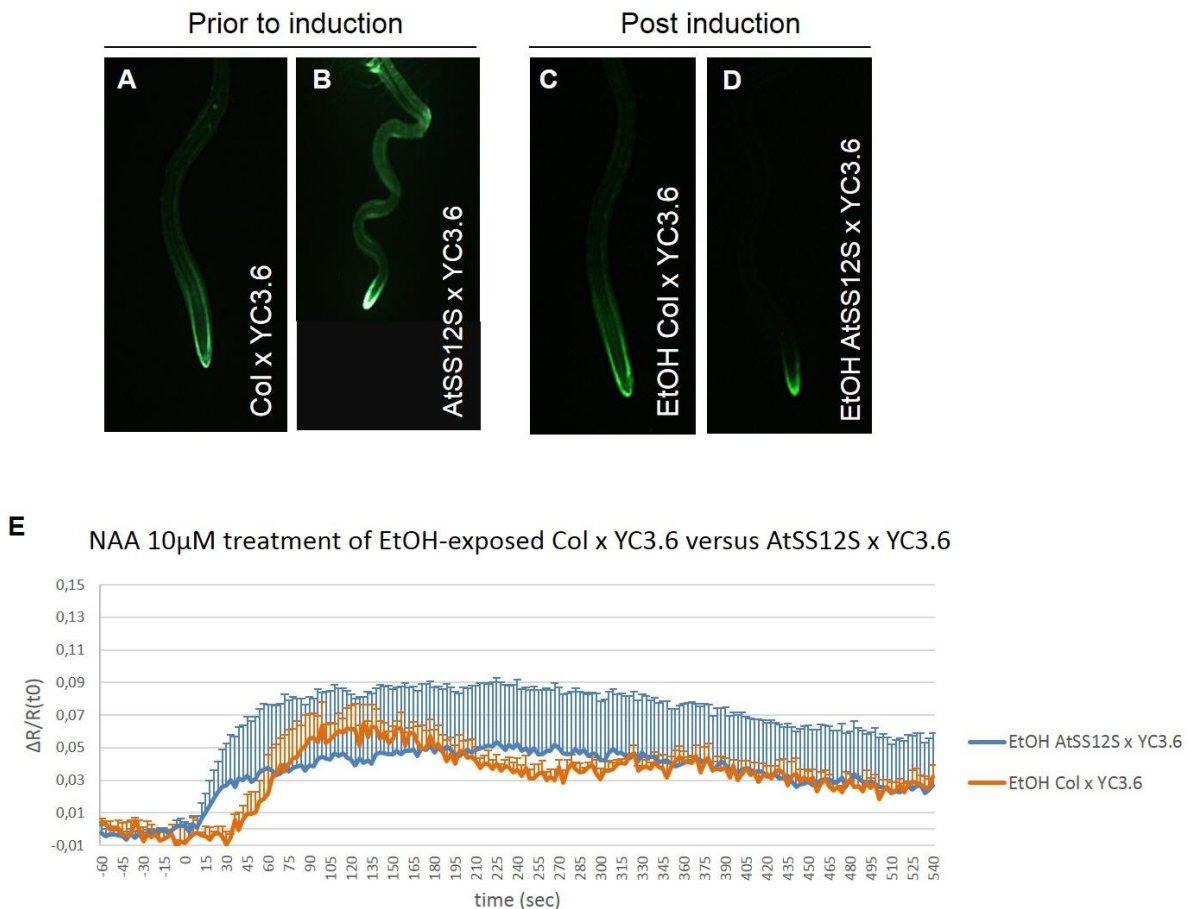 Prior to induction
Post induction
A
B
C
D
Col x YC3.6
AtSS12S x YC3.6
EtOH Col x YC3.6
EtOH AtSS12S x YC3.6
E
NAA 10µM treatment of EtOH-exposed Col x YC3.6 versus AtSS12S x YC3.6
0,15
0,13
0,11
0,09
0,07
0,05
0,03
0,01
-0,01
ΔR/R(t0)
-60 -45 -30 -15 0 15 30 45 60 75 90 105 120 135 150 165 180 195 210 225 240 255 270 285 300 315 330 345 360 375 390 405 420 435 450 465 480 495 510 525 540
time (sec)
EtOH AtSS12S x YC3.6
EtOH Col x YC3.6